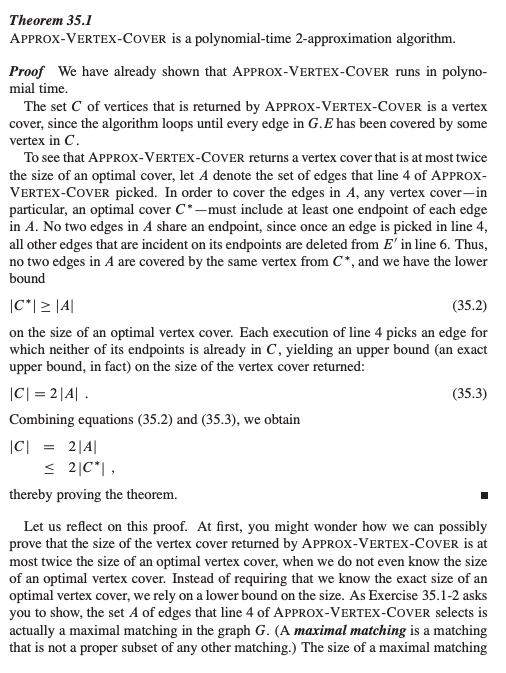 Theorem 35.1
APPROX-VERTEX-COVER is a polynomial-time 2-approximation algorithm.
Proof We have already shown that APPROX-VERTEX-COVER runs in polyno-
mial time.
The set C of vertices that is returned by APPROX-VERTEX-COVER is a vertex
cover, since the algorithm loops until every edge in G.E has been covered by some
vertex in C.
To see that APPROX-VERTEX-COVER returns a vertex cover that is at most twice
the size of an optimal cover, let A denote the set of edges that line 4 of APPROX-
VERTEX-COVER picked. In order to cover the edges in A, any vertex cover—in
particular, an optimal cover C*—must include at least one endpoint of each edge
in A. No two edges in A share an endpoint, since once an edge is picked in line 4,
all other edges that are incident on its endpoints are deleted from E′ in line 6. Thus,
no two edges in A are covered by the same vertex from C*, and we have the lower
bound
|C*| ≥ |A| (35.2)
on the size of an optimal vertex cover. Each execution of line 4 picks an edge for
which neither of its endpoints is already in C, yielding an upper bound (an exact
upper bound, in fact) on the size of the vertex cover returned:
|C| = 2|A| . (35.3)
Combining equations (35.2) and (35.3), we obtain
|C| = 2|A|
≤ 2|C*| ,
thereby proving the theorem. ■
Let us reflect on this proof. At first, you might wonder how we can possibly
prove that the size of the vertex cover returned by APPROX-VERTEX-COVER is at
most twice the size of an optimal vertex cover, when we do not even know the size
of an optimal vertex cover. Instead of requiring that we know the exact size of an
optimal vertex cover, we rely on a lower bound on the size. As Exercise 35.1-2 asks
you to show, the set A of edges that line 4 of APPROX-VERTEX-COVER selects is
actually a maximal matching in the graph G. (A maximal matching is a matching
that is not a proper subset of any other matching.) The size of a maximal matching